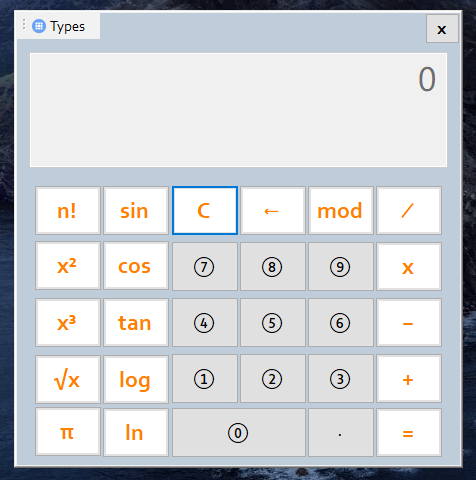 Types
x
0
n! sin C ← mod /
x² cos ⑦ ⑧ ⑨ x
x³ tan ④ ⑤ ⑥ −
√x log ① ② ③ +
π ln ⓪ . =